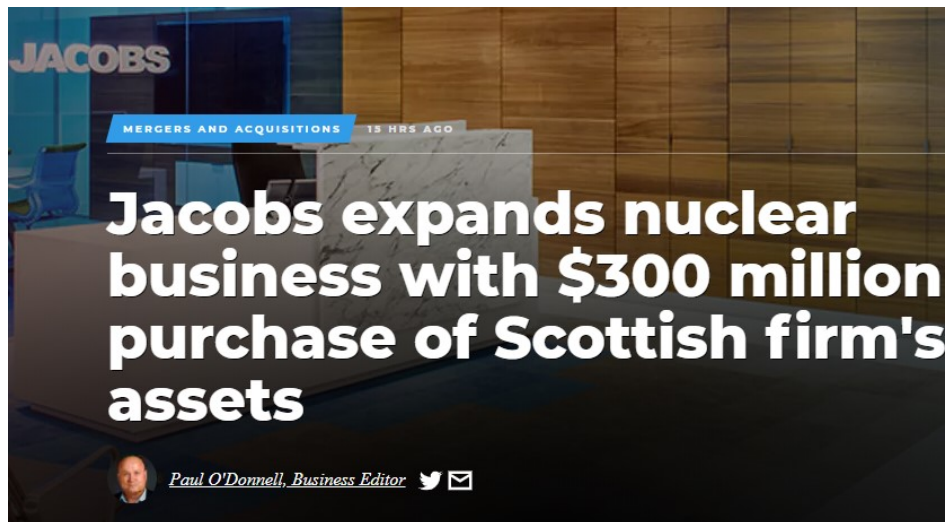 JACOBS
MERGERS AND ACQUISITIONS 15 HRS AGO
Jacobs expands nuclear
business with $300 million
purchase of Scottish firm's
assets
Paul O'Donnell, Business Editor